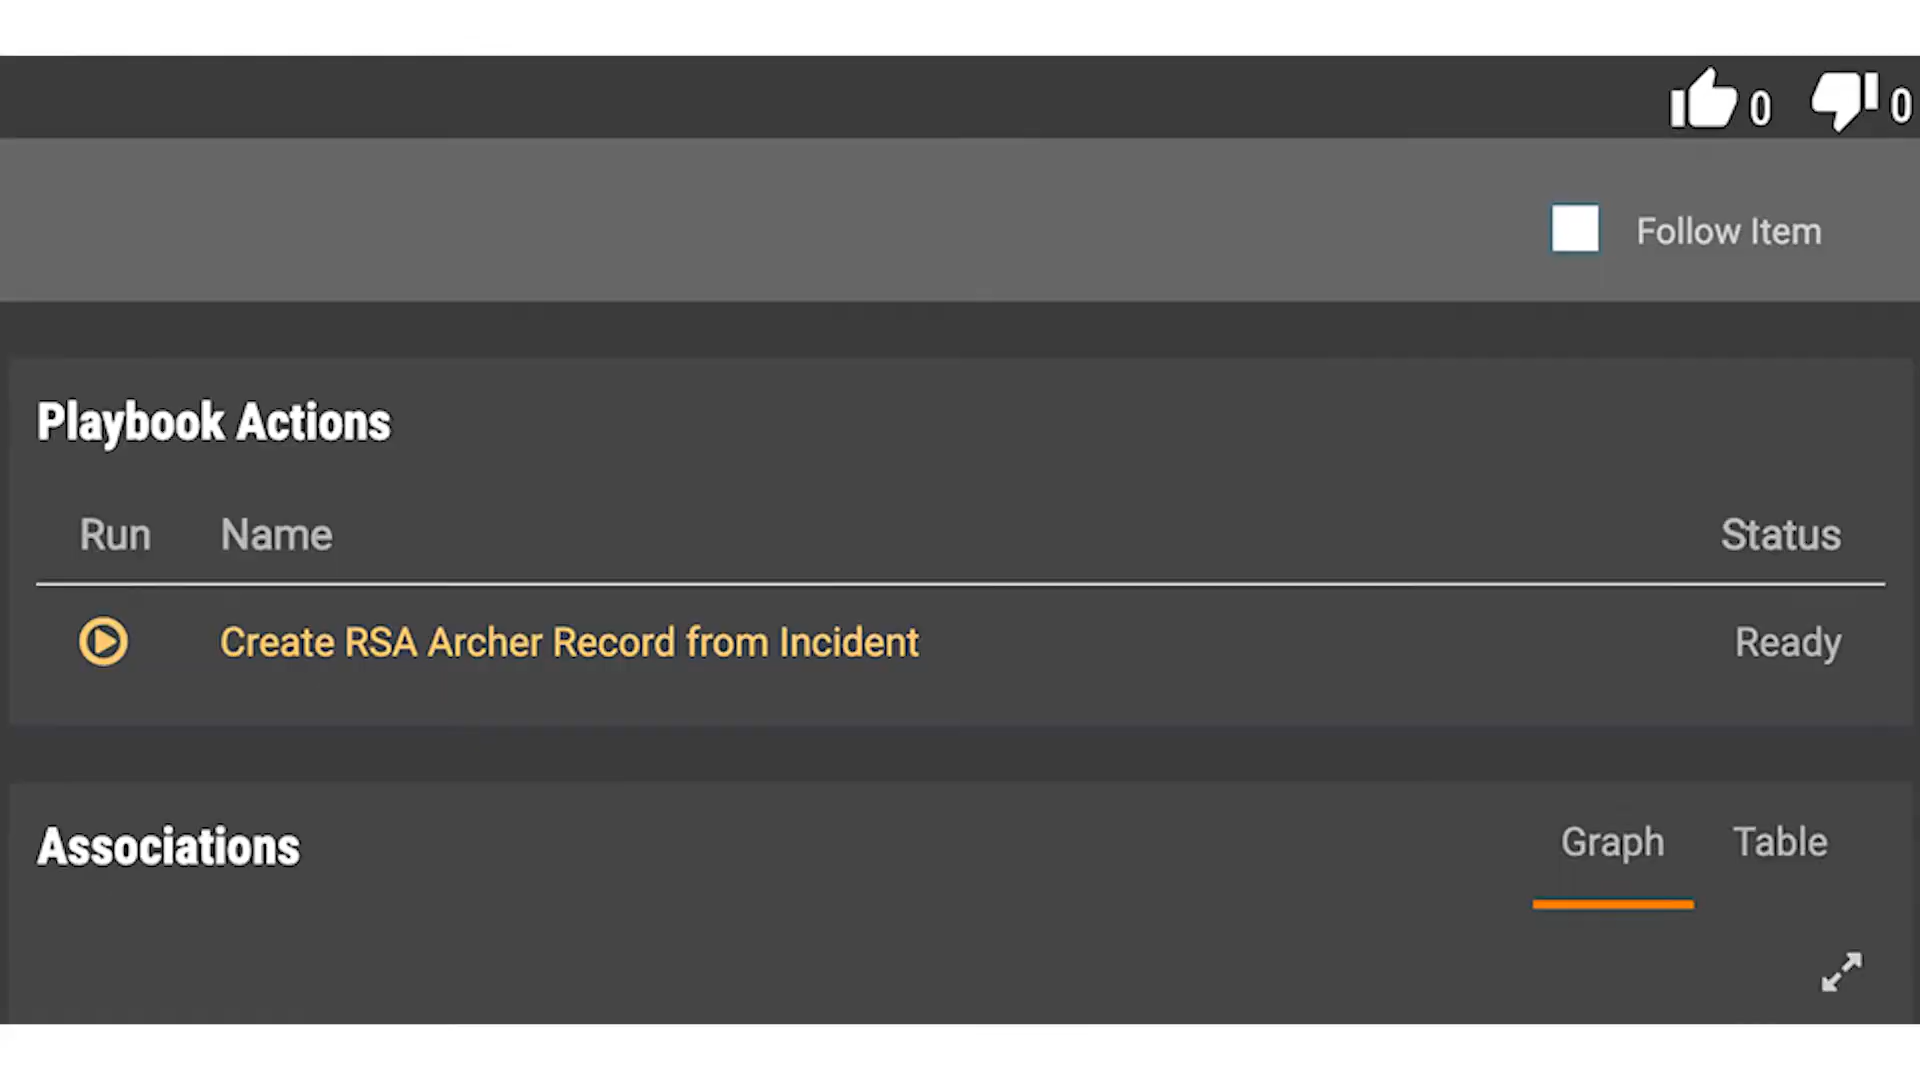 0 0
Follow Item
Playbook Actions
Run Name Status
Create RSA Archer Record from Incident Ready
Associations Graph Table